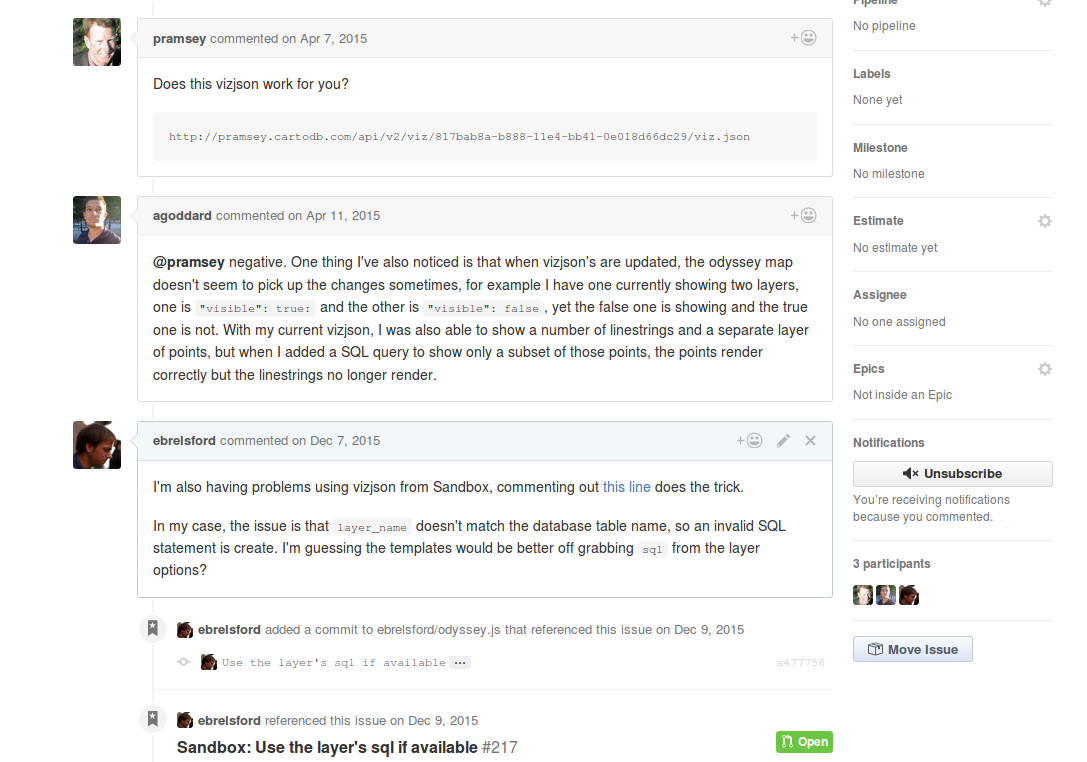 pramsey commented on Apr 7, 2015
Does this vizjson work for you?
http://pramsey.cartodb.com/api/v2/viz/817bab8a-b888-11e4-bb41-0e018d66dc29/viz.json
agoddard commented on Apr 11, 2015
@pramsey negative. One thing I've also noticed is that when vizjson's are updated, the odyssey map
doesn't seem to pick up the changes sometimes, for example I have one currently showing two layers,
one is "visible": true: and the other is "visible": false , yet the false one is showing and the true
one is not. With my current vizjson, I was also able to show a number of linestrings and a separate layer
of points, but when I added a SQL query to show only a subset of those points, the points render
correctly but the linestrings no longer render.
ebrelsford commented on Dec 7, 2015
I'm also having problems using vizjson from Sandbox, commenting out this line does the trick.
In my case, the issue is that layer_name doesn't match the database table name, so an invalid SQL
statement is create. I'm guessing the templates would be better off grabbing sql from the layer
options?
ebrelsford added a commit to ebrelsford/odyssey.js that referenced this issue on Dec 9, 2015
Use the layer's sql if available ... a477756
ebrelsford referenced this issue on Dec 9, 2015
Sandbox: Use the layer's sql if available #217
Open
Pipeline
No pipeline
Labels
None yet
Milestone
No milestone
Estimate
No estimate yet
Assignee
No one assigned
Epics
Not inside an Epic
Notifications
Unsubscribe
You're receiving notifications
because you commented.
3 participants
Move Issue